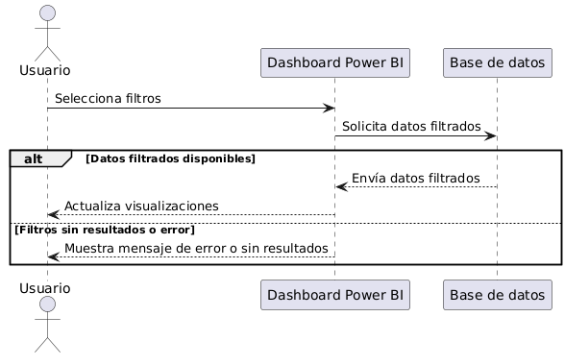 Usuario
Dashboard Power BI
Base de datos
Selecciona filtros
Solicita datos filtrados
alt
[Datos filtrados disponibles]
Envía datos filtrados
Actualiza visualizaciones
[Filtros sin resultados o error]
Muestra mensaje de error o sin resultados
Usuario
Dashboard Power BI
Base de datos